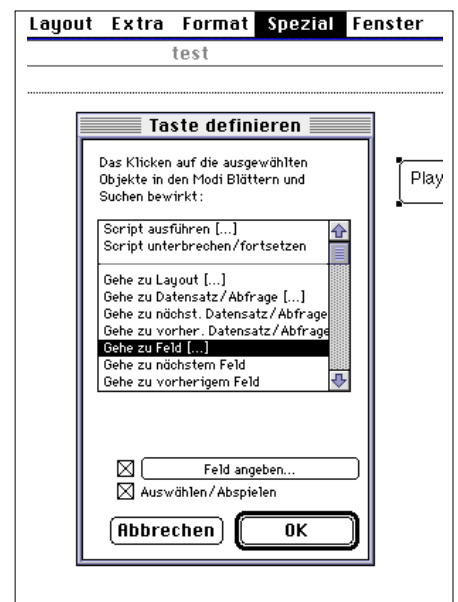 Layout Extra Format Spezial Fenster
test
Taste definieren
Das Klicken auf die ausgewählten
Objekte in den Modi Blättern und
Suchen bewirkt:
Play
Script ausführen [...]
Script unterbrechen/fortsetzen
Gehe zu Layout [...]
Gehe zu Datensatz/Abfrage [...]
Gehe zu nächst. Datensatz/Abfrage
Gehe zu vorher. Datensatz/Abfrage
Gehe zu Feld [...]
Gehe zu nächstem Feld
Gehe zu vorherigem Feld
Feld angeben...
Auswählen/Abspielen
Abbrechen OK